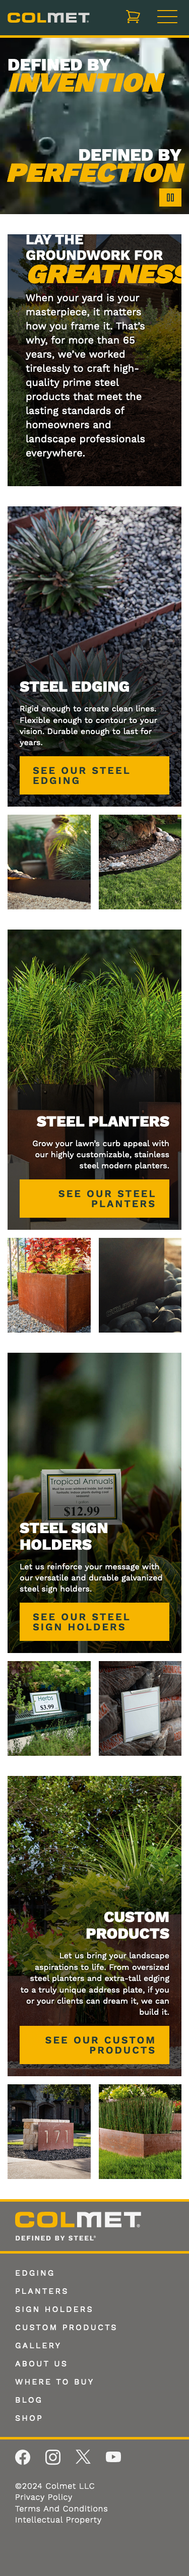 COLMET
DEFINED BY
INVENTION
DEFINED BY
PERFECTION
LAY THE
GROUNDWORK FOR
GREATNESS
When your yard is your
masterpiece, it matters
how you frame it. That's
why, for more than 65
years, we've worked
tirelessly to craft high-
quality prime steel
products that meet the
lasting standards of
homeowners and
landscape professionals
everywhere.
STEEL EDGING
Rigid enough to create clean lines.
Flexible enough to contour to your
vision. Durable enough to last for
years.
SEE OUR STEEL
EDGING
STEEL PLANTERS
Grow your lawn's curb appeal with
our highly customizable, stainless
steel modern planters.
SEE OUR STEEL
PLANTERS
Tropical Annuals
$12.99
STEEL SIGN
HOLDERS
Let us reinforce your message with
our versatile and durable galvanized
steel sign holders.
SEE OUR STEEL
SIGN HOLDERS
Herbs
$3.99
CUSTOM
PRODUCTS
Let us bring your landscape
aspirations to life. From oversized
steel planters and extra-tall edging
to a truly unique address plate, if you
or your clients can dream it, we can
build it.
SEE OUR CUSTOM
PRODUCTS
COLMET
DEFINED BY STEEL
EDGING
PLANTERS
SIGN HOLDERS
CUSTOM PRODUCTS
GALLERY
ABOUT US
WHERE TO BUY
BLOG
SHOP
©2024 Colmet LLC
Privacy Policy
Terms And Conditions
Intellectual Property